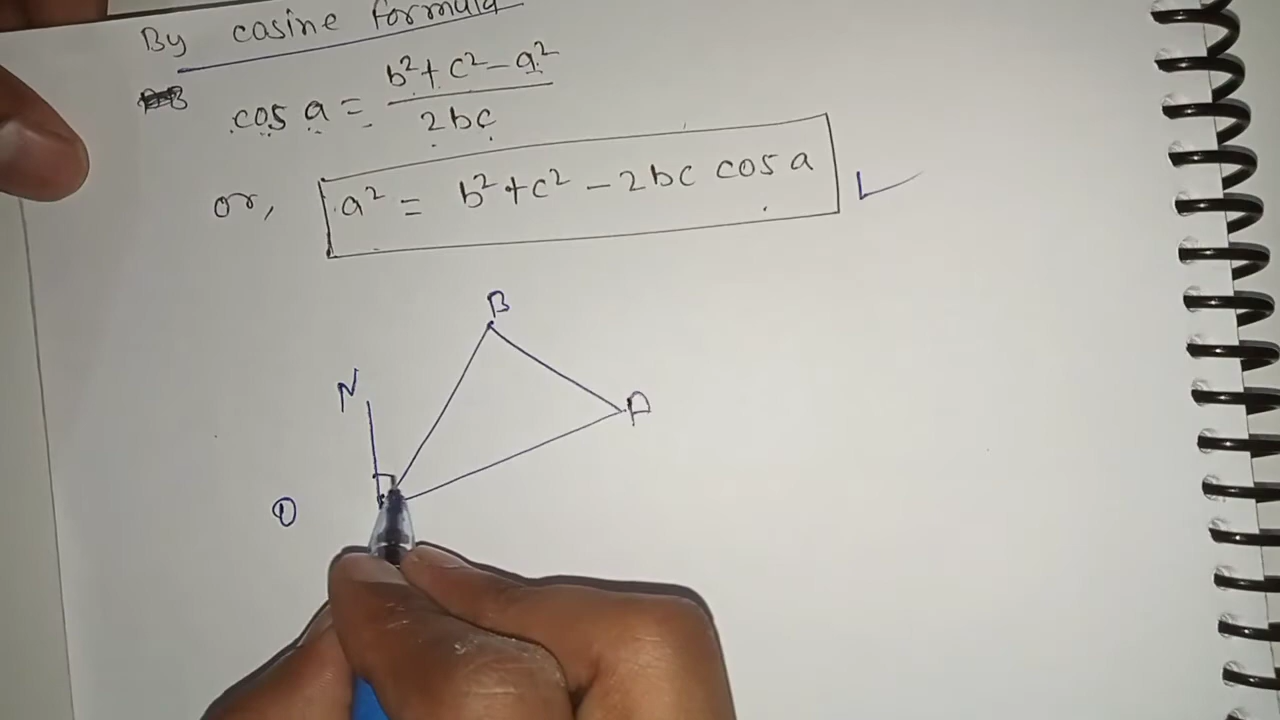 By cosine formula
cos a = b²+c²-a² / 2bc
or, a² = b²+c² - 2bc cos a
B
N
A
O